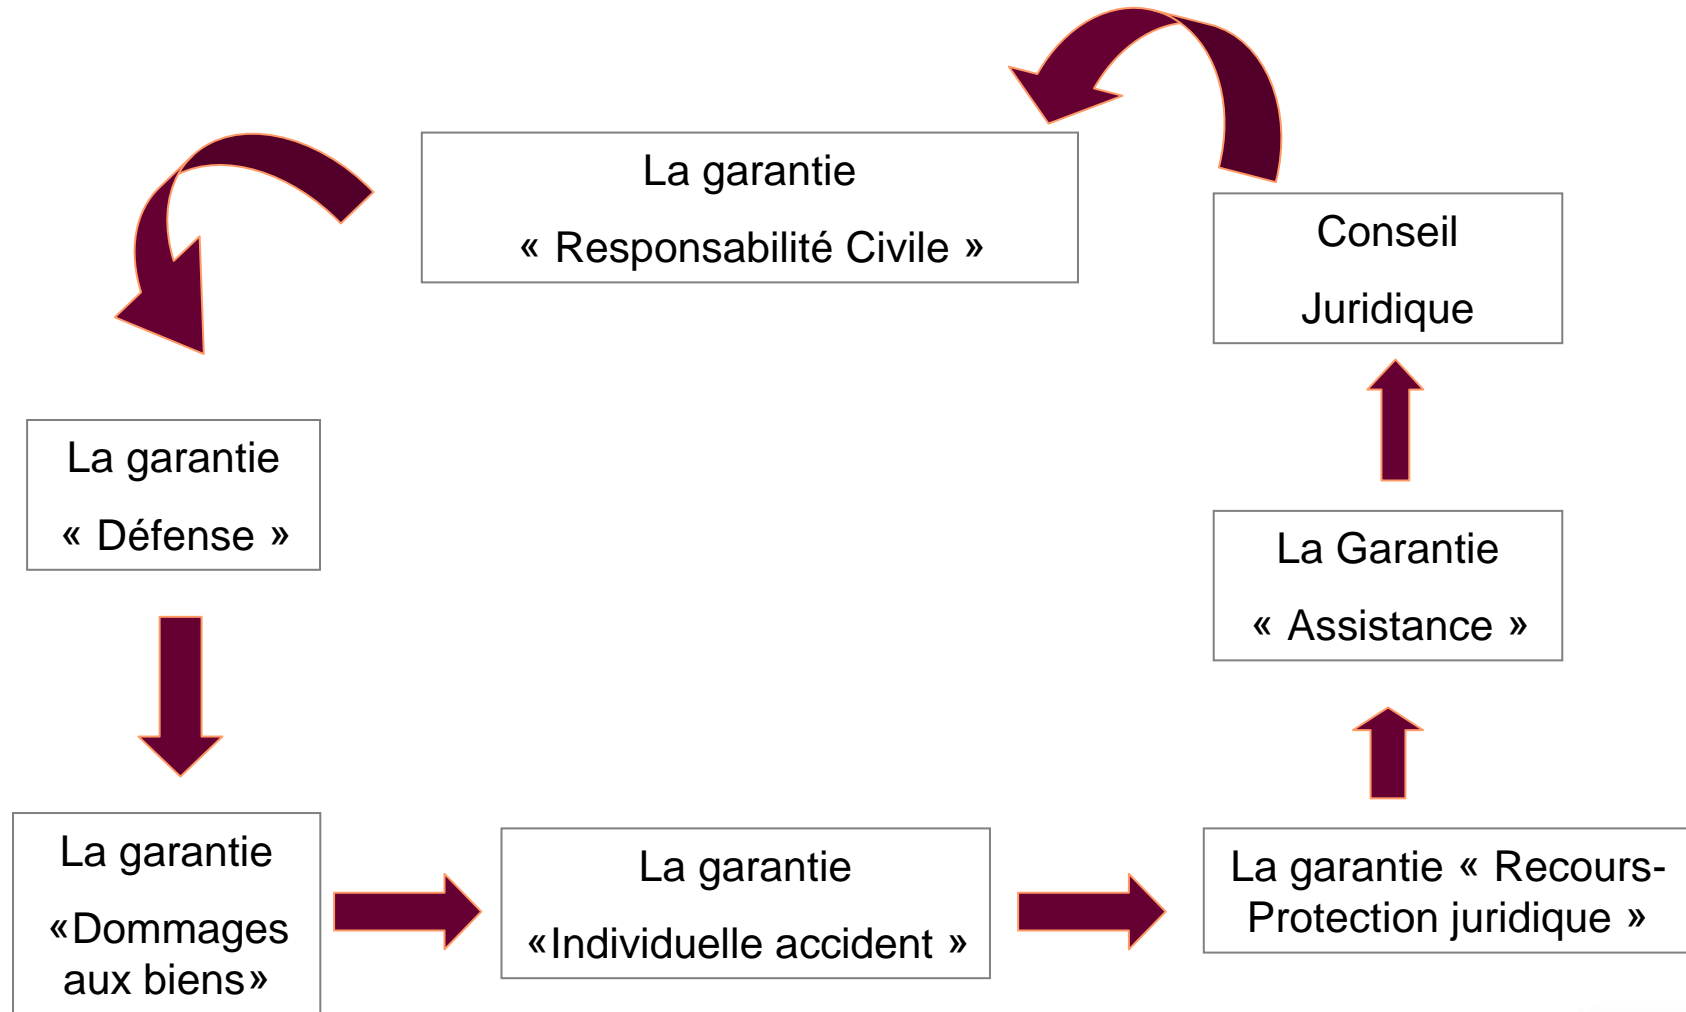 La garantie
« Responsabilité Civile »
Conseil
Juridique
La garantie
« Défense »
La Garantie
« Assistance »
La garantie
«Dommages
aux biens»
La garantie
«Individuelle accident »
La garantie « Recours-
Protection juridique »